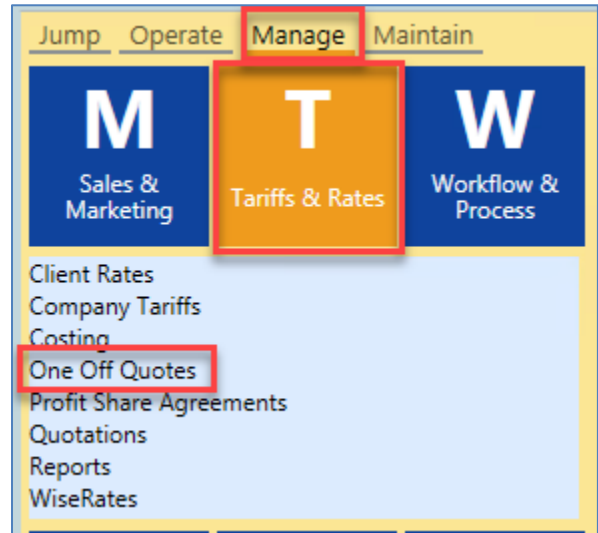 Jump Operate Manage Maintain
M T W
Sales & Marketing
Tariffs & Rates
Workflow & Process
Client Rates
Company Tariffs
Costing
One Off Quotes
Profit Share Agreements
Quotations
Reports
WiseRates